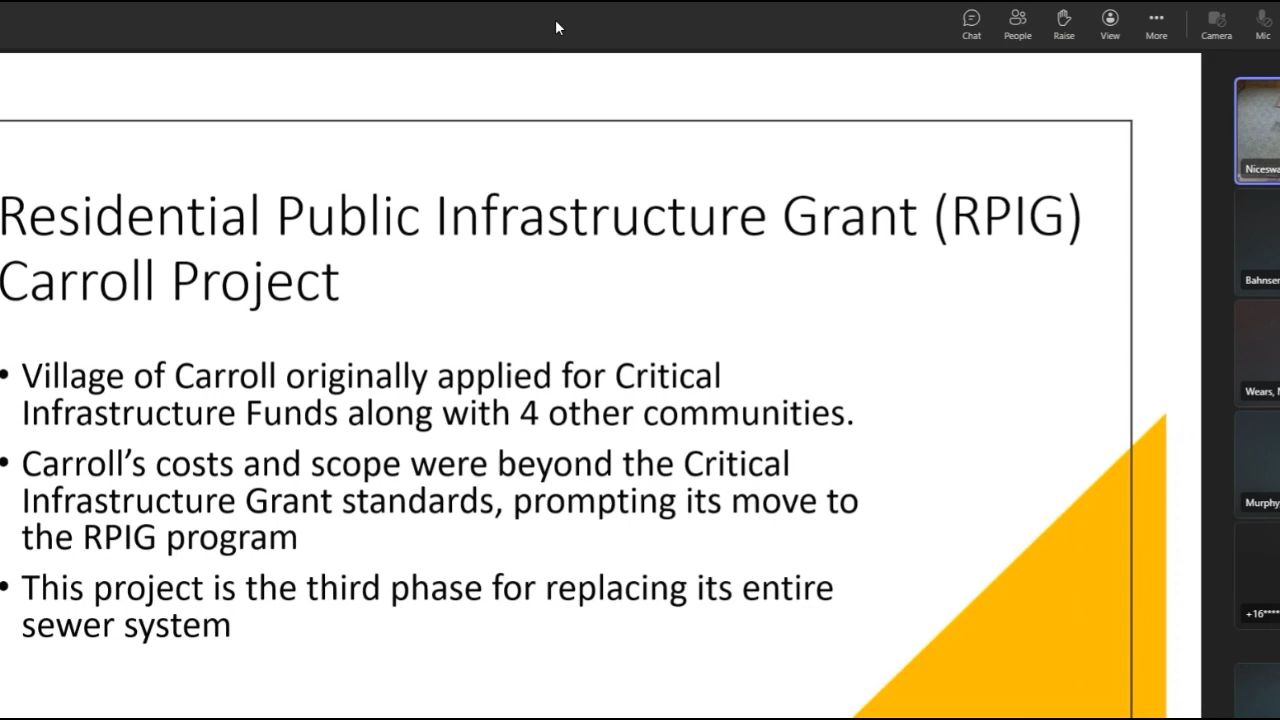 Chat People Raise View More Camera Mic
Residential Public Infrastructure Grant (RPIG)
Carroll Project
• Village of Carroll originally applied for Critical
Infrastructure Funds along with 4 other communities.
• Carroll’s costs and scope were beyond the Critical
Infrastructure Grant standards, prompting its move to
the RPIG program
• This project is the third phase for replacing its entire
sewer system
Niceswa
Bahnsen
Wears,
Murphy
+16****